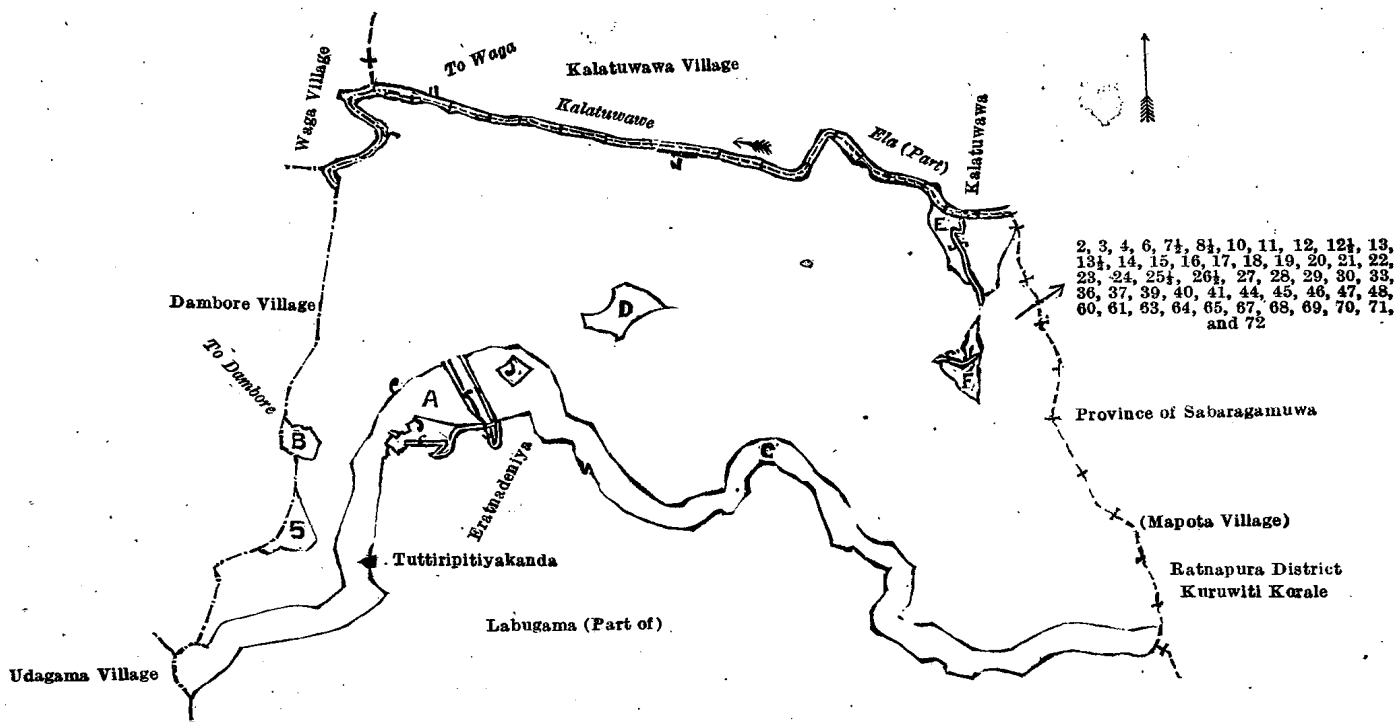 To Waga
Kalatuwawa Village
Waga Village
Kalatuwawe
Ela (Part)
Kalatuwawa
E
2, 3, 4, 6, 7½, 8½, 10, 11, 12, 12½, 13,
13½, 14, 15, 16, 17, 18, 19, 20, 21, 22,
23, 24, 25½, 26½, 27, 28, 29, 30, 33,
36, 37, 39, 40, 41, 44, 45, 46, 47, 48,
60, 61, 63, 64, 65, 67, 68, 69, 70, 71,
and 72
Dambore Village
D
To Dambore
J
F
C
A
Province of Sabaragamuwa
B
C
Eratnadeniya
5
(Mapota Village)
Tuttiripitiyakanda
Ratnapura District
Kuruwiti Korale
Labugama (Part of)
Udagama Village